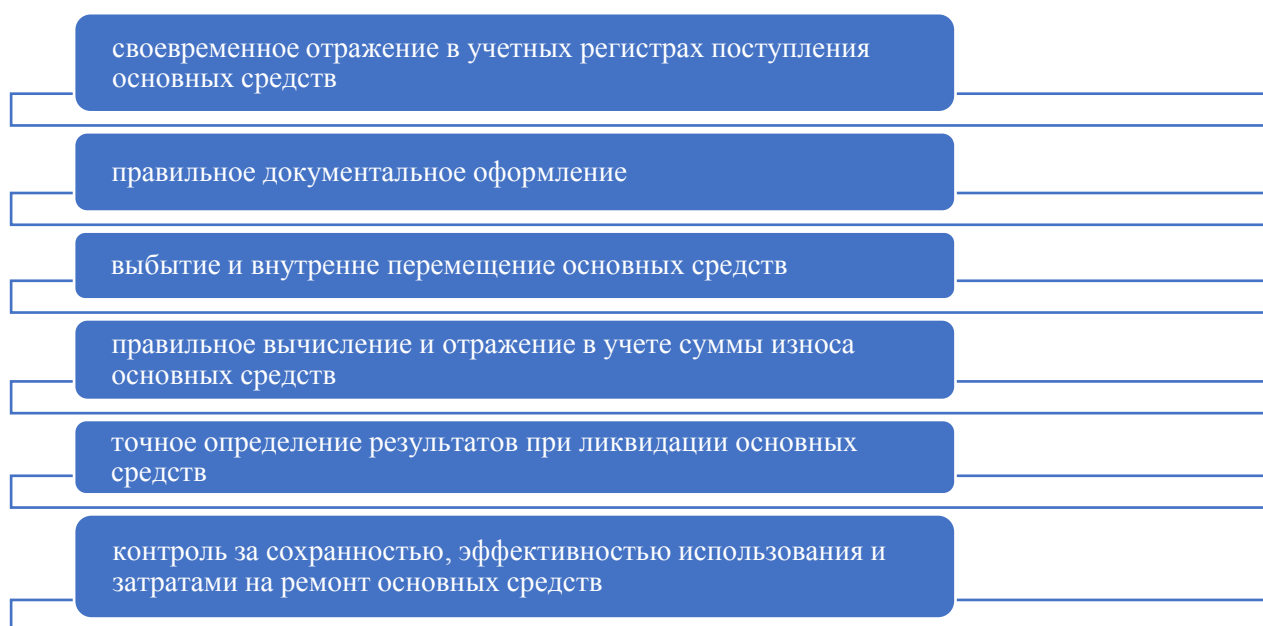 своевременное отражение в учетных регистрах поступления
основных средств
правильное документальное оформление
выбытие и внутренне перемещение основных средств
правильное вычисление и отражение в учете суммы износа
основных средств
точное определение результатов при ликвидации основных
средств
контроль за сохранностью, эффективностью использования и
затратами на ремонт основных средств